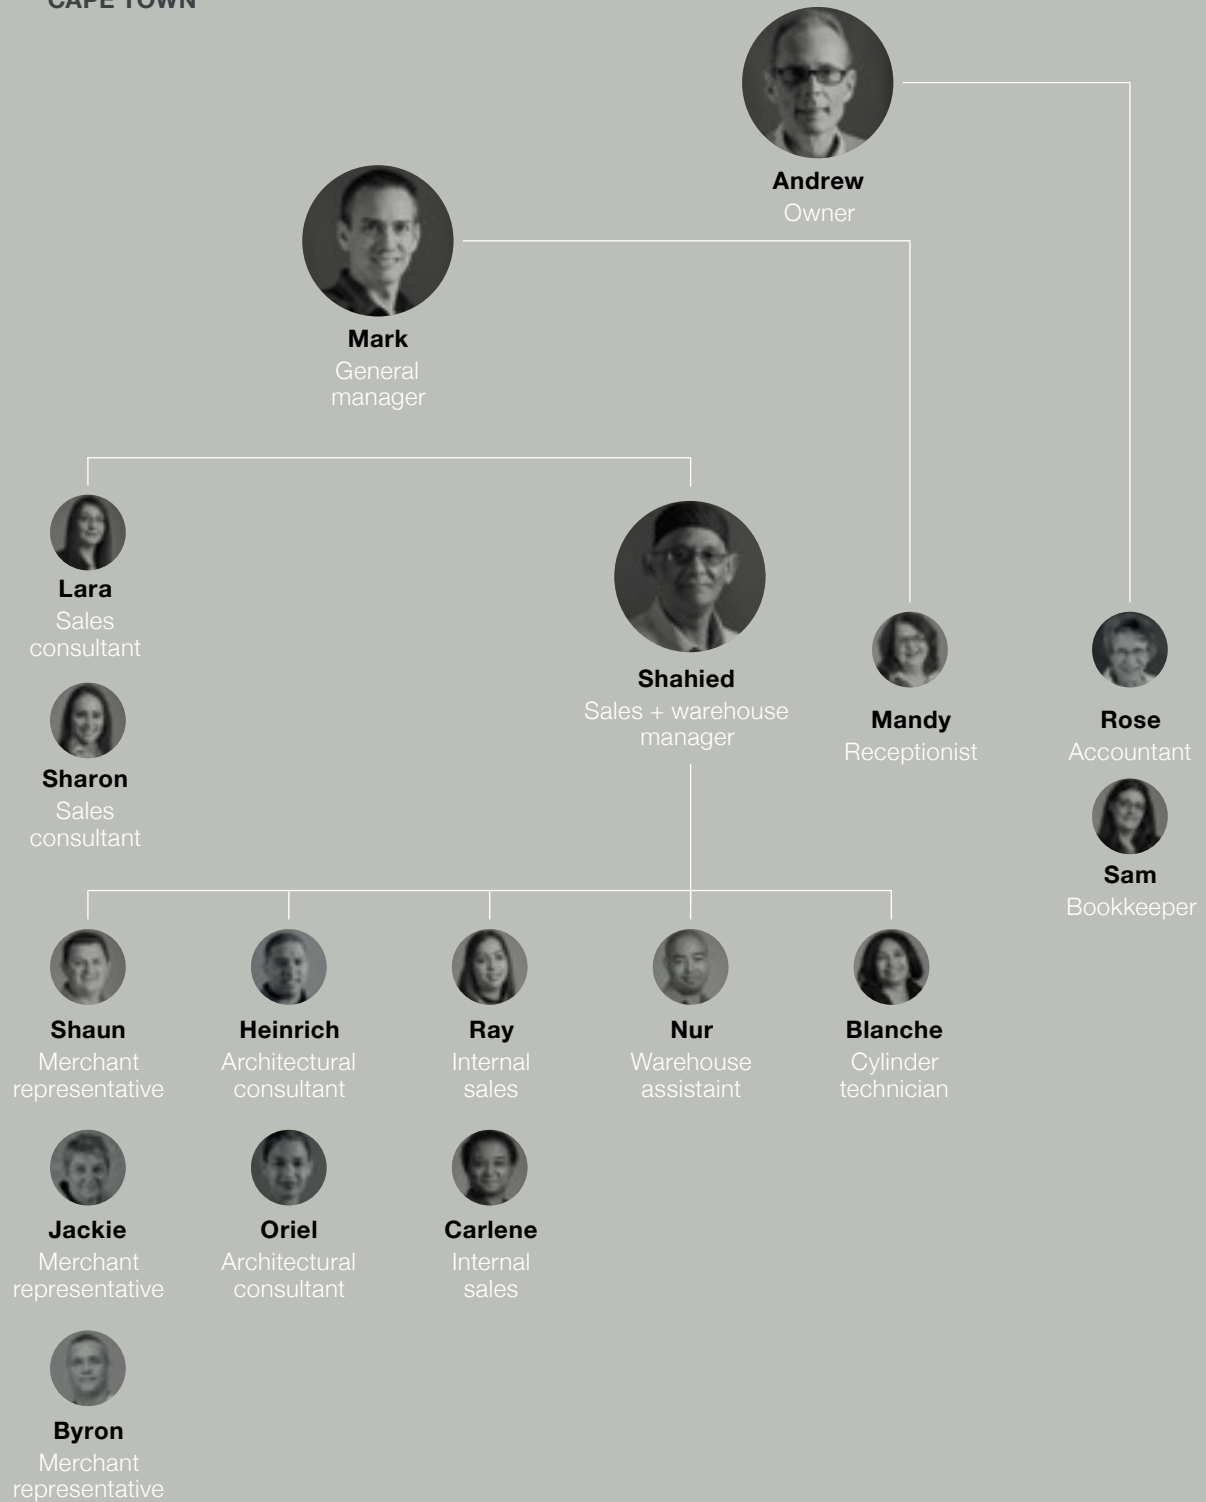 CAPE TOWN
Andrew
Owner
Mark
General
manager
Lara
Sales
consultant
Sharon
Sales
consultant
Shahied
Sales + warehouse
manager
Mandy
Receptionist
Rose
Accountant
Sam
Bookkeeper
Shaun
Merchant
representative
Heinrich
Architectural
consultant
Ray
Internal
sales
Nur
Warehouse
assistaint
Blanche
Cylinder
technician
Jackie
Merchant
representative
Oriel
Architectural
consultant
Carlene
Internal
sales
Byron
Merchant
representative